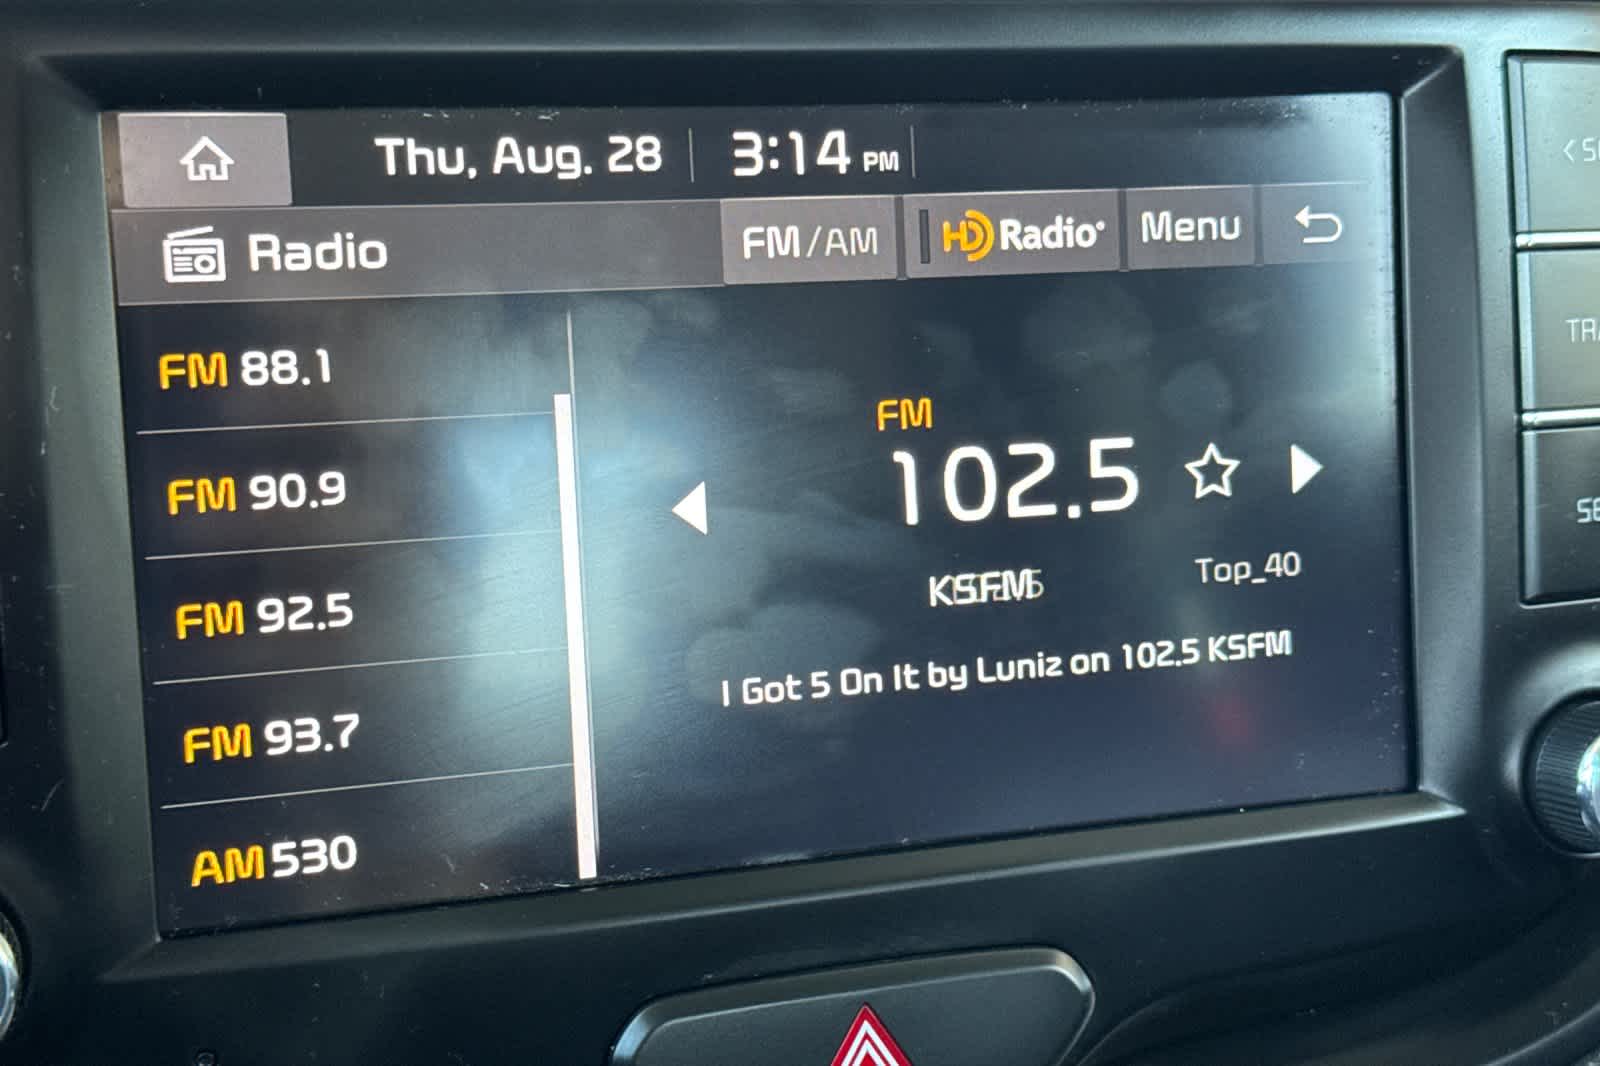 Thu, Aug. 28 3:14 PM
Radio FM/AM HD Radio Menu
FM 88.1
FM 90.9
FM 92.5
FM 93.7
AM 530
FM
102.5
Top_40
I Got 5 On It by Luniz on 102.5 KSFM